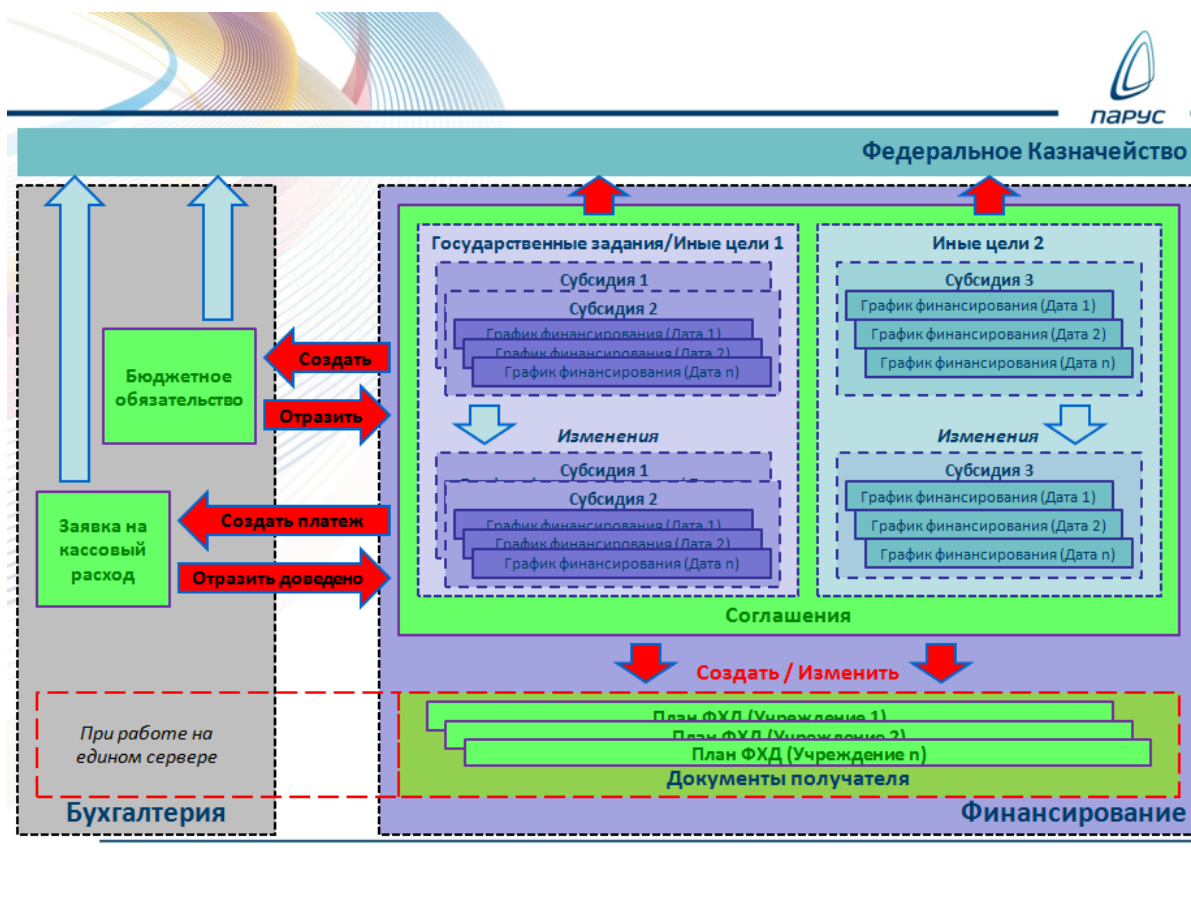 ПАРУС
Федеральное Казначейство
Государственные задания/Иные цели 1
Субсидия 1
Субсидия 2
График финансирования (Дата 1)
График финансирования (Дата 2)
График финансирования (Дата n)
Изменения
Субсидия 1
Субсидия 2
График финансирования (Дата 1)
График финансирования (Дата 2)
График финансирования (Дата n)
Иные цели 2
Субсидия 3
График финансирования (Дата 1)
График финансирования (Дата 2)
График финансирования (Дата n)
Изменения
Субсидия 3
График финансирования (Дата 1)
График финансирования (Дата 2)
График финансирования (Дата n)
Соглашения
Бюджетное
обязательство
Создать
Отразить
Заявка на
кассовый
расход
Создать платеж
Отразить доведено
Создать / Изменить
План ФХД (Учреждение 1)
План ФХД (Учреждение 2)
План ФХД (Учреждение n)
Документы получателя
При работе на
едином сервере
Бухгалтерия
Финансирование